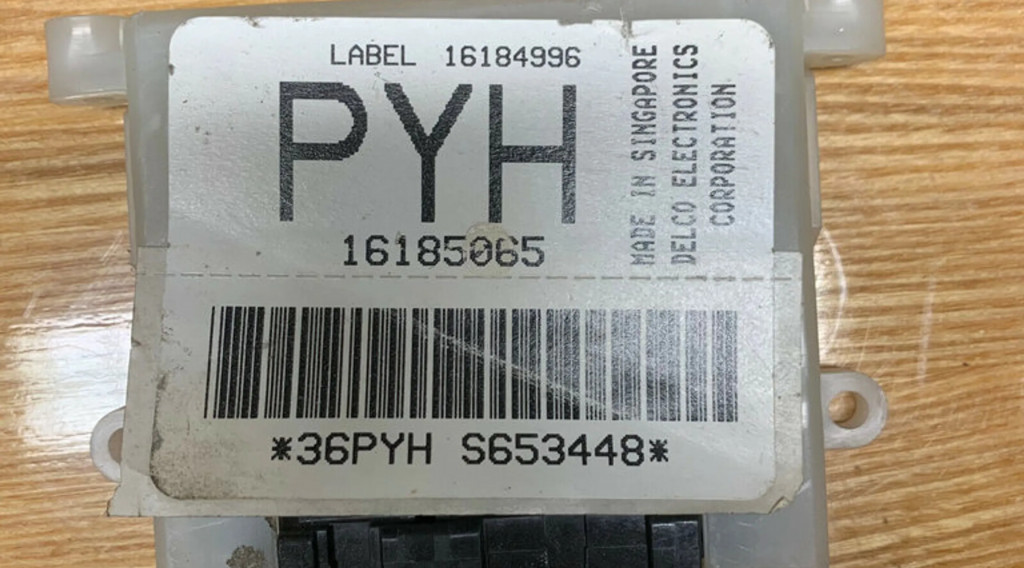 LABEL 16184996
PYH
16185065
MADE IN SINGAPORE
DELCO ELECTRONICS
CORPORATION
*36PYH S653448*